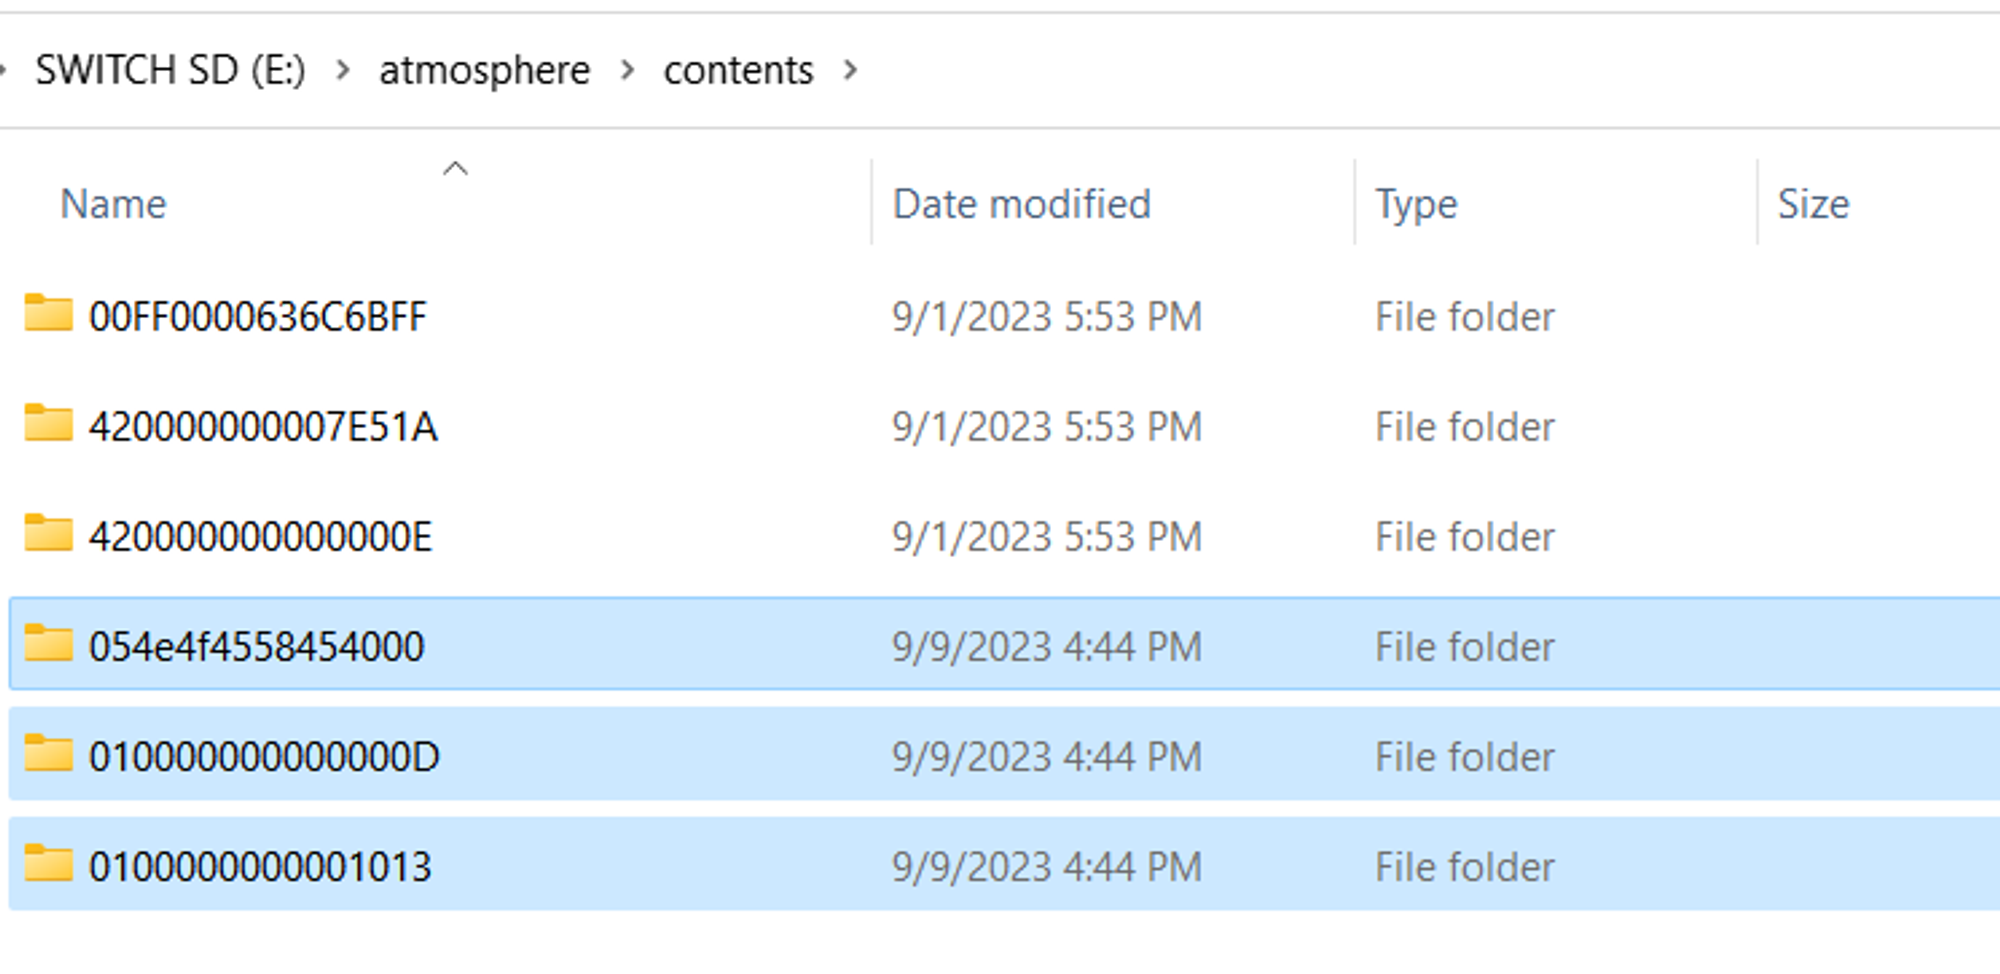 SWITCH SD (E:) > atmosphere > contents >
Name Date modified Type Size
00FF0000636C6BFF 9/1/2023 5:53 PM File folder
420000000007E51A 9/1/2023 5:53 PM File folder
420000000000000E 9/1/2023 5:53 PM File folder
054e4f4558454000 9/9/2023 4:44 PM File folder
010000000000000D 9/9/2023 4:44 PM File folder
0100000000001013 9/9/2023 4:44 PM File folder